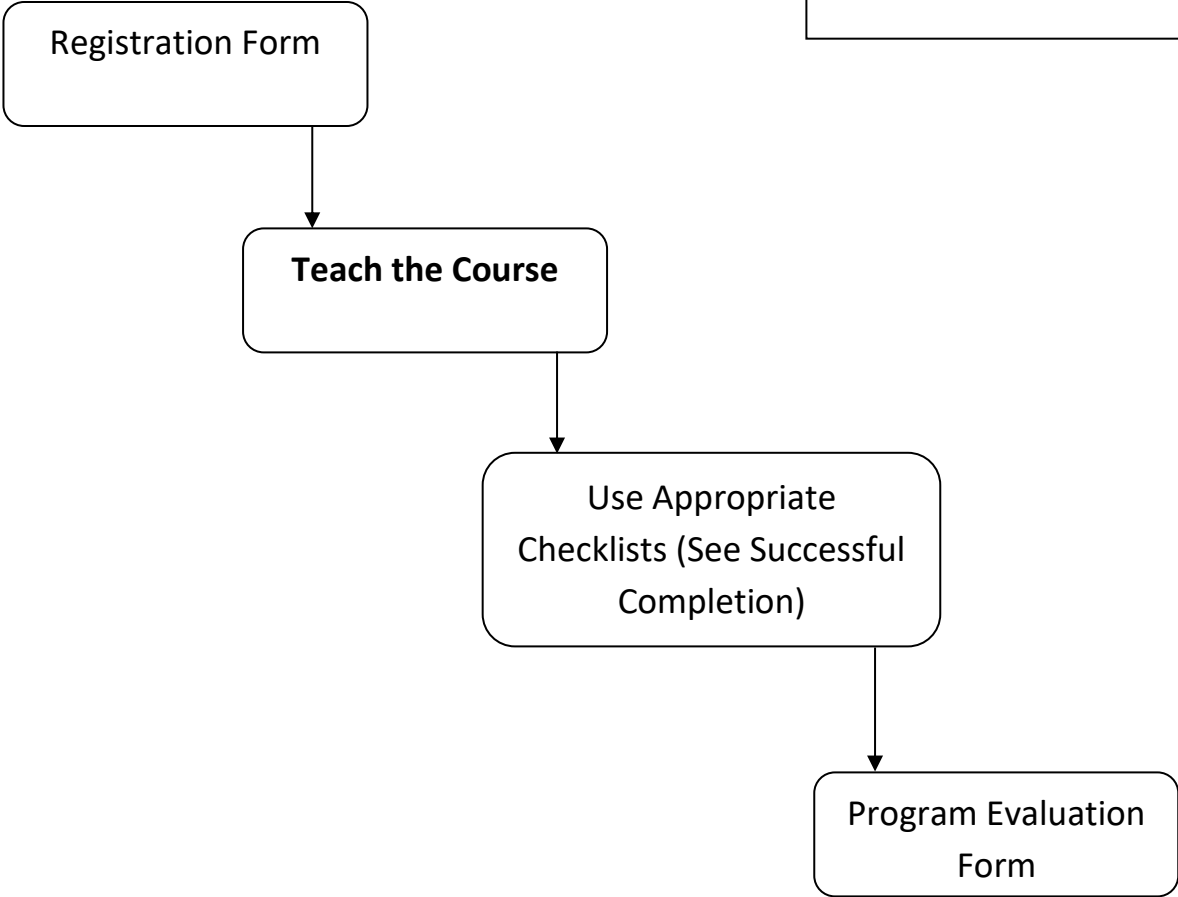 Registration Form
Teach the Course
Use Appropriate
Checklists (See Successful
Completion)
Program Evaluation
Form